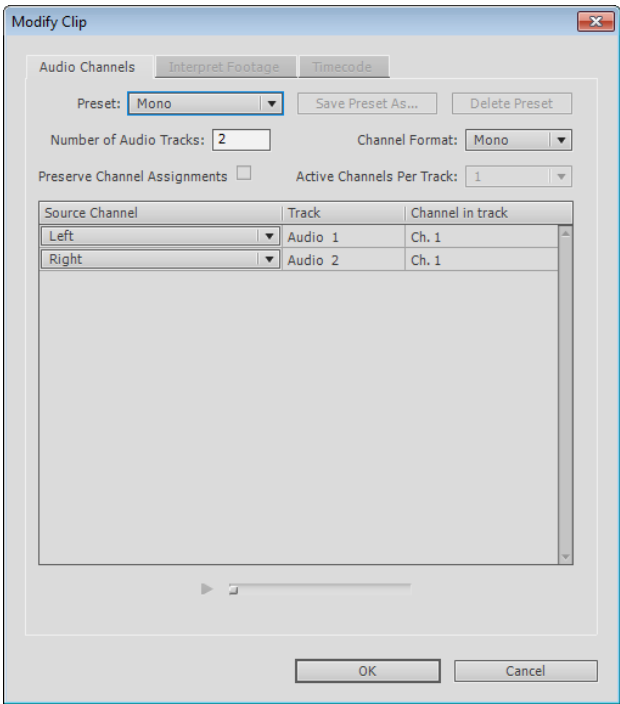 Modify Clip
Audio Channels Interpret Footage Timecode
Preset: Mono Save Preset As... Delete Preset
Number of Audio Tracks: 2 Channel Format: Mono
Preserve Channel Assignments Active Channels Per Track: 1
Source Channel Track Channel in track
Left Audio 1 Ch. 1
Right Audio 2 Ch. 1
OK Cancel